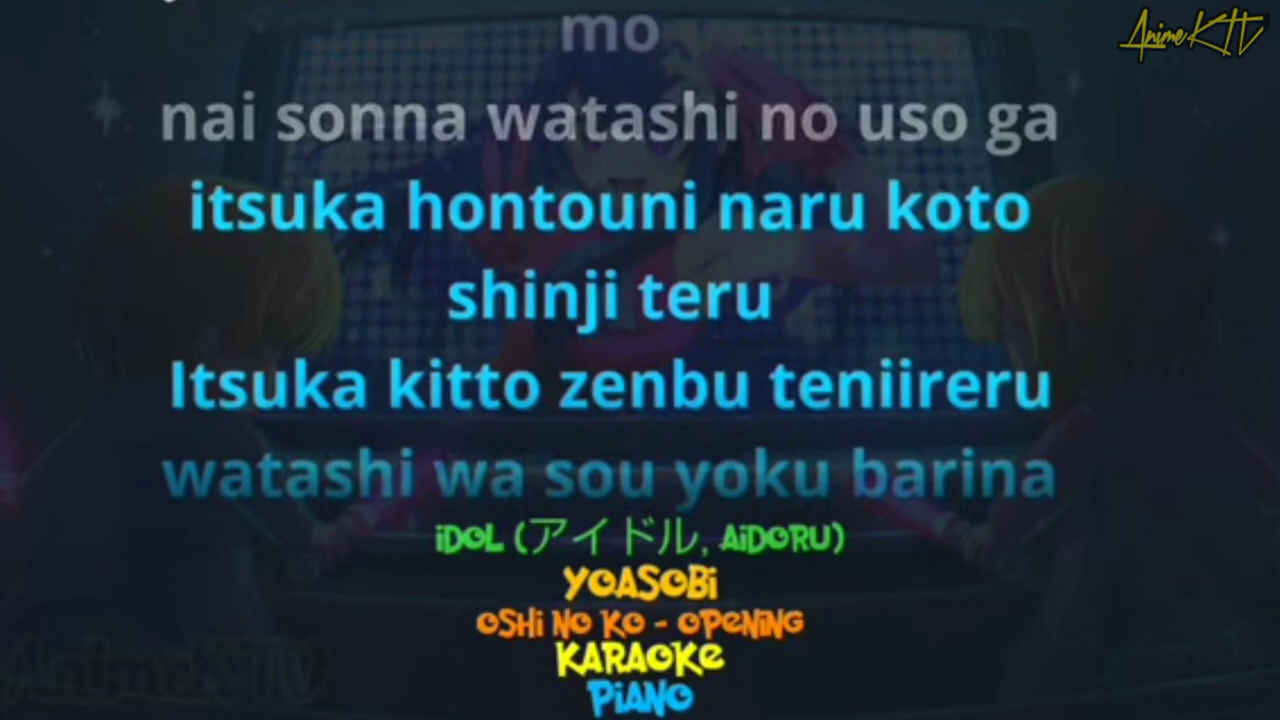 AnimeKTV
mo
nai sonna watashi no uso ga
itsuka hontouni naru koto
shinji teru
Itsuka kitto zenbu teniireru
watashi wa sou yoku barina
iDOL (アイドル, AiDORU)
YOASOBi
OSHi NO KO - OPENiNG
KARAOKe
PiANO
AnimeKTV